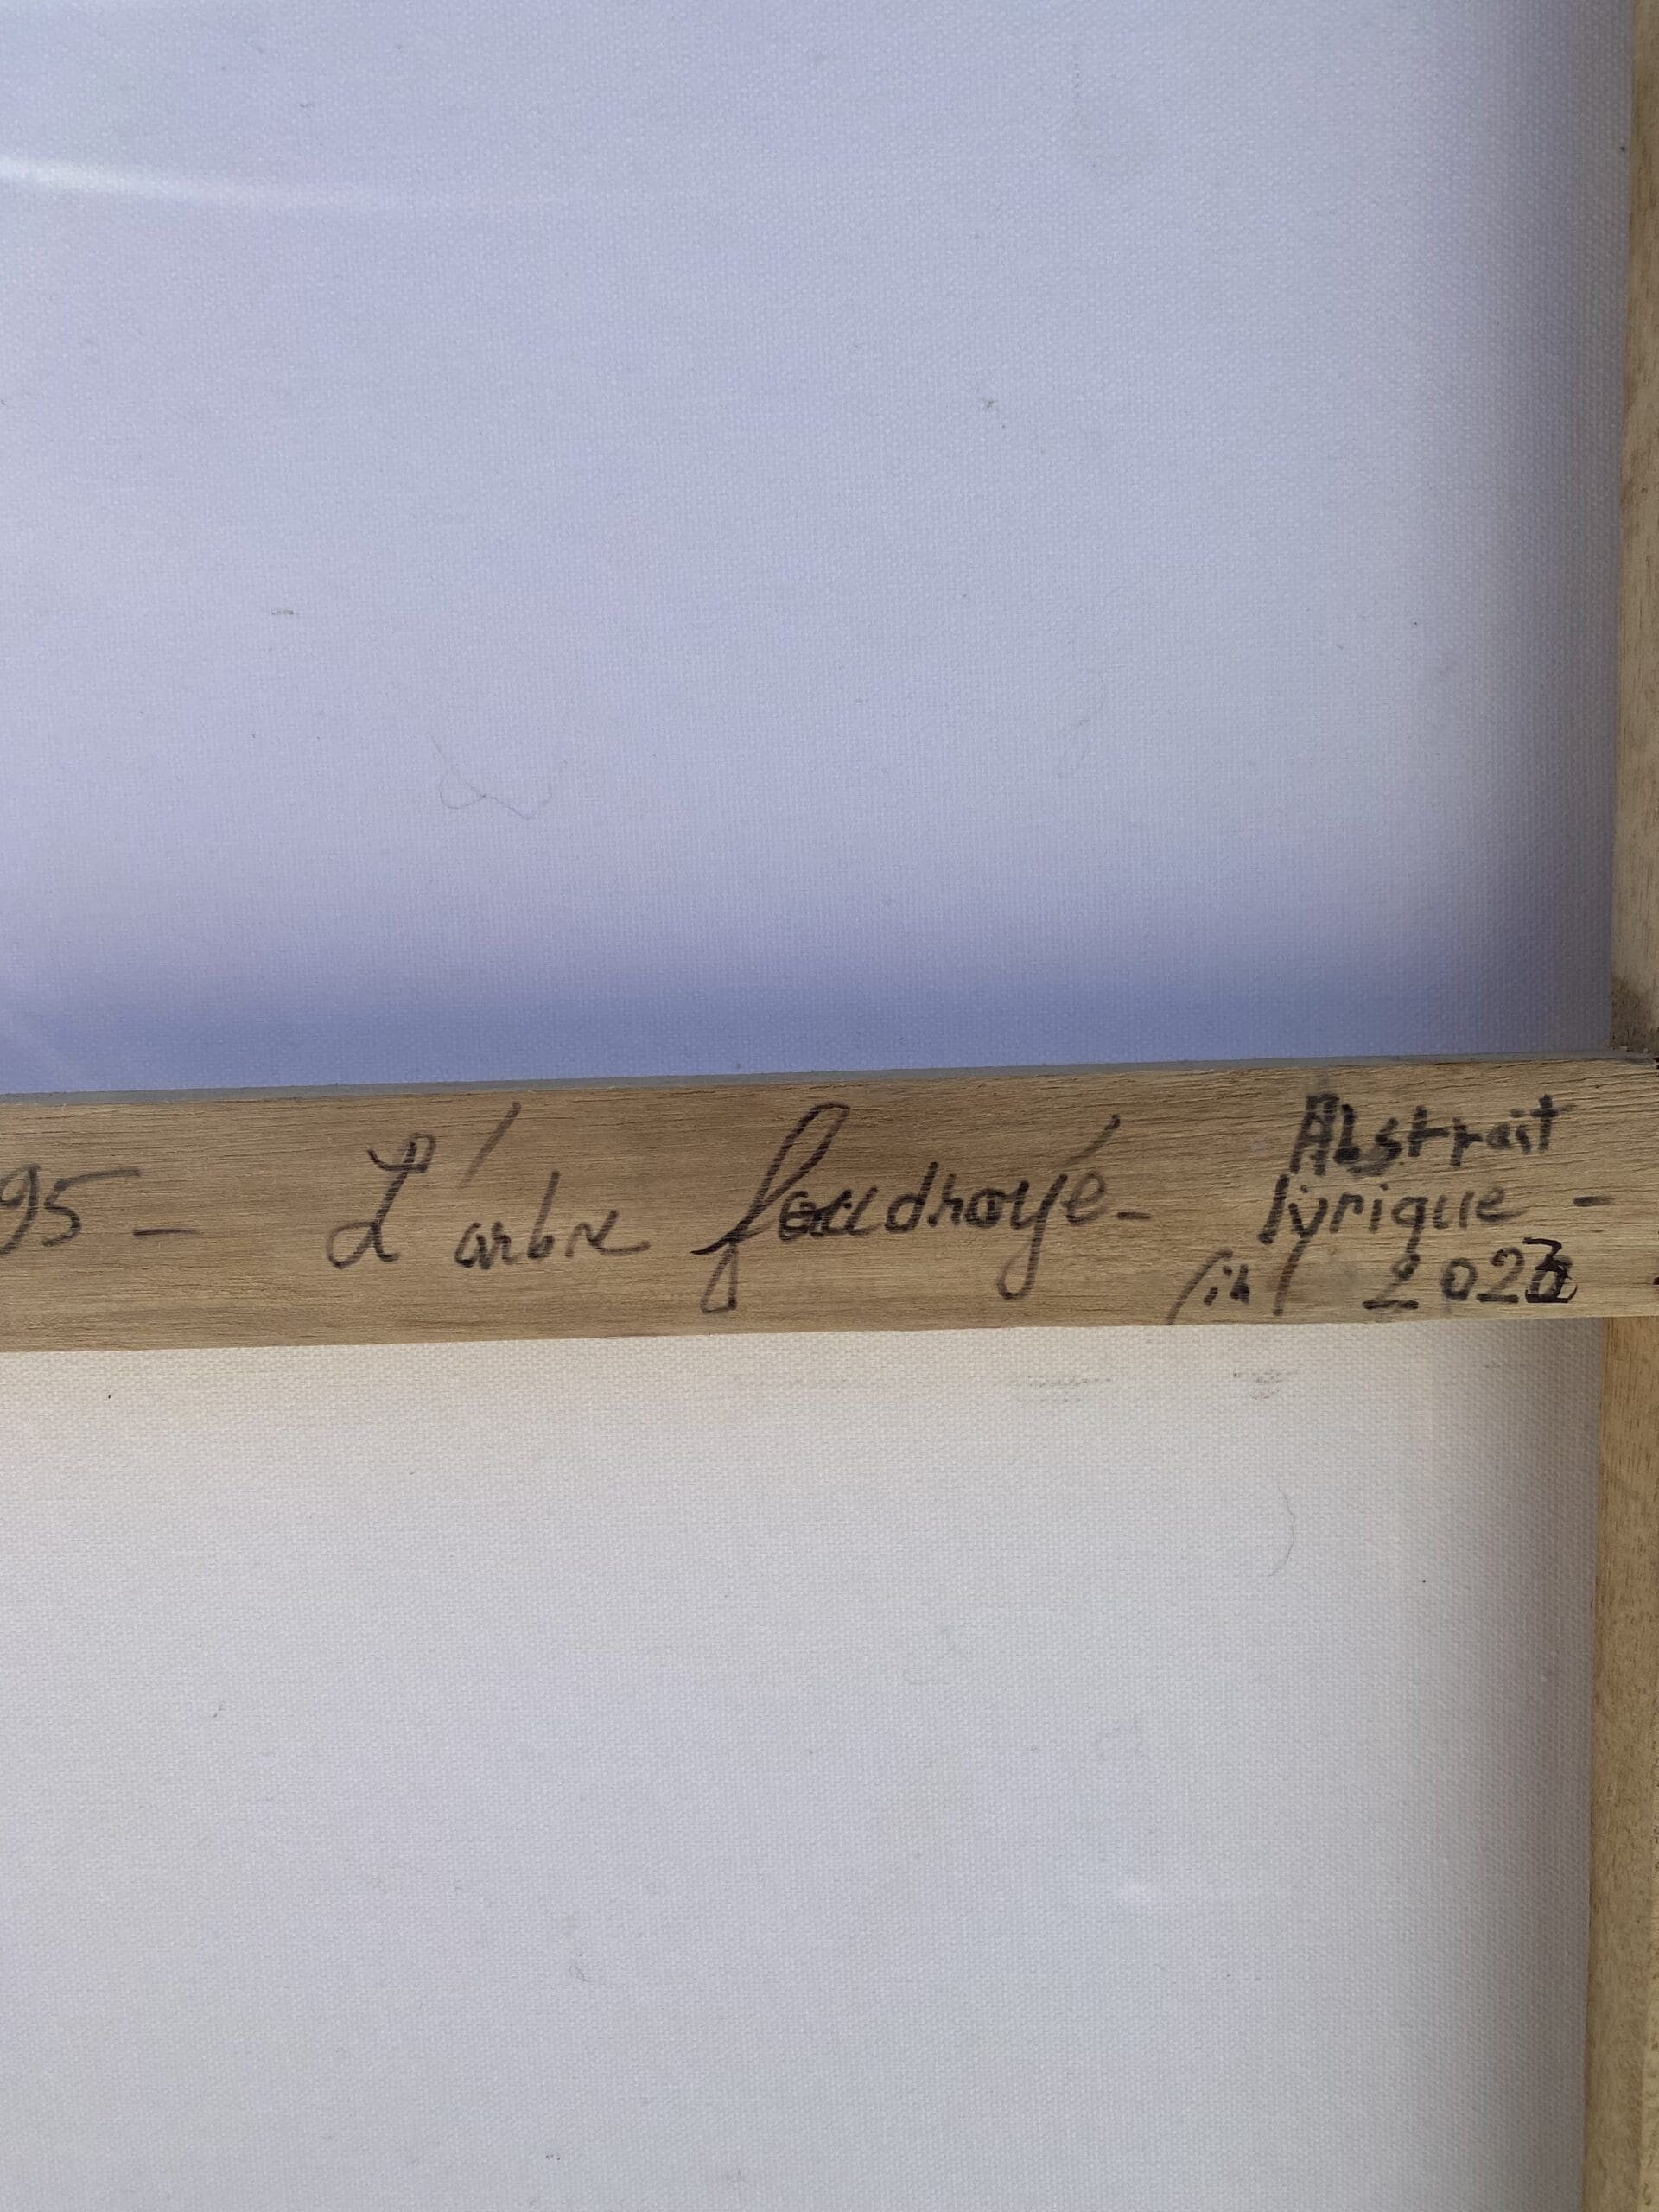 95 - L'arbre foudroyé -
Abstrait
lyrique -
2023